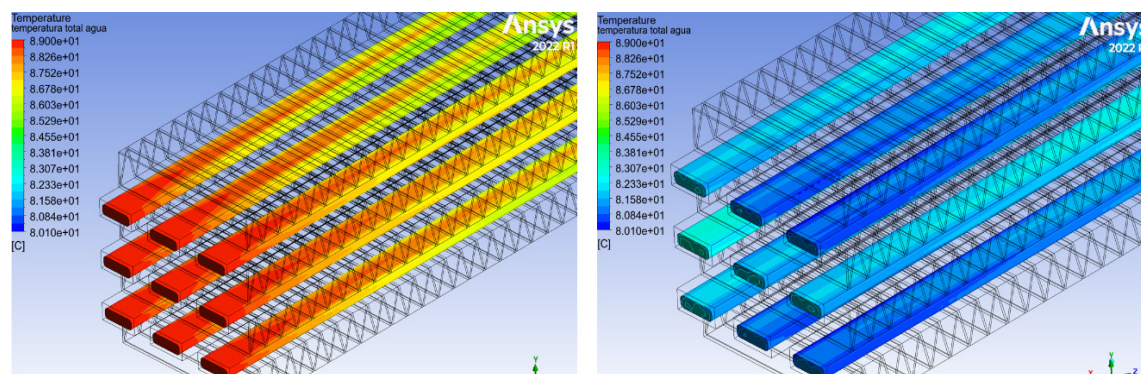 Temperature
temperatura total agua
8.900e+01
8.826e+01
8.752e+01
8.678e+01
8.603e+01
8.529e+01
8.455e+01
8.381e+01
8.307e+01
8.233e+01
8.158e+01
8.084e+01
8.010e+01
[C]
Ansys
2022 R1
Y
Temperature
temperatura total agua
8.900e+01
8.826e+01
8.752e+01
8.678e+01
8.603e+01
8.529e+01
8.455e+01
8.381e+01
8.307e+01
8.233e+01
8.158e+01
8.084e+01
8.010e+01
[C]
Ansys
2022 R
Y
X
Z